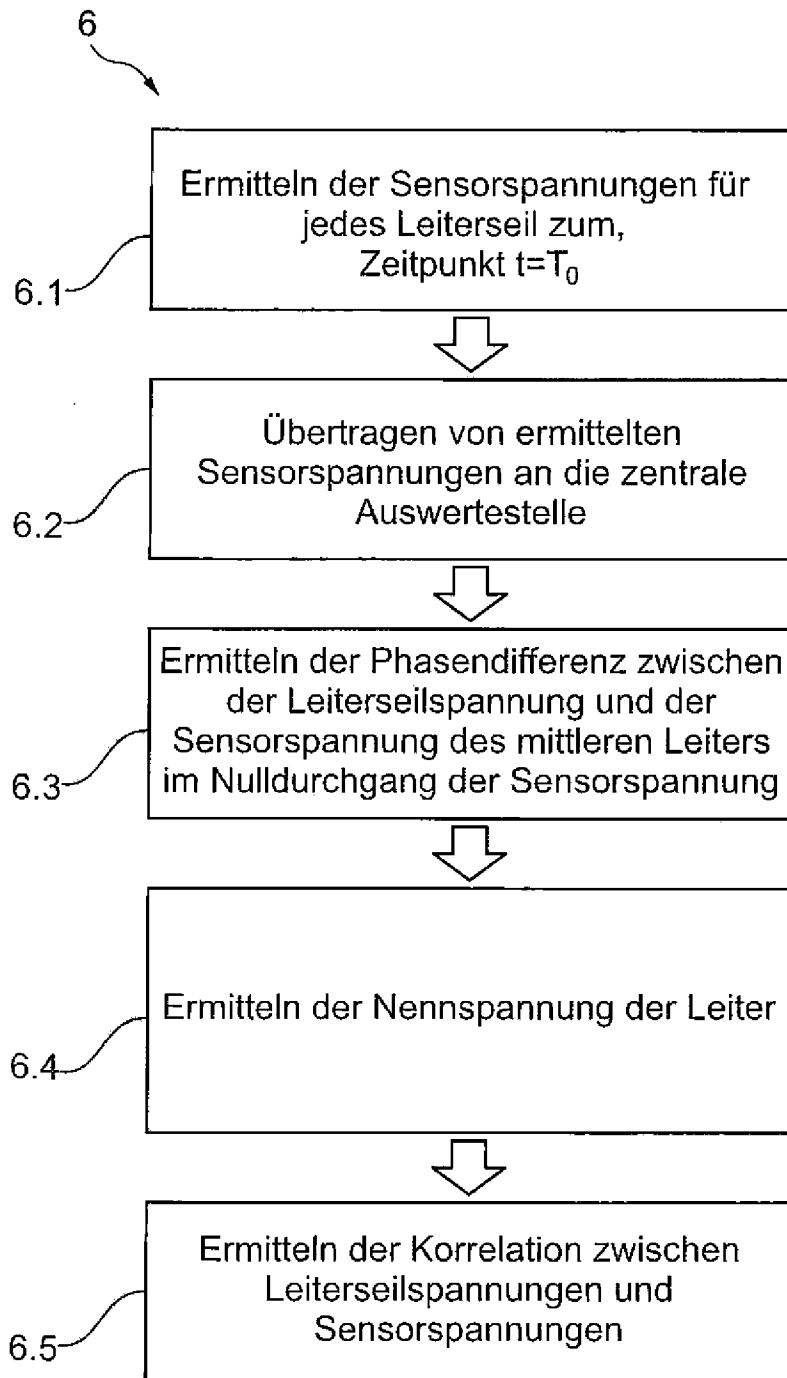 6
Ermitteln der Sensorspannungen für
jedes Leiterseil zum,
Zeitpunkt t=T₀
6.1
Übertragen von ermittelten
Sensorspannungen an die zentrale
Auswertestelle
6.2
Ermitteln der Phasendifferenz zwischen
der Leiterseilspannung und der
Sensorspannung des mittleren Leiters
im Nulldurchgang der Sensorspannung
6.3
Ermitteln der Nennspannung der Leiter
6.4
Ermitteln der Korrelation zwischen
Leiterseilspannungen und
Sensorspannungen
6.5